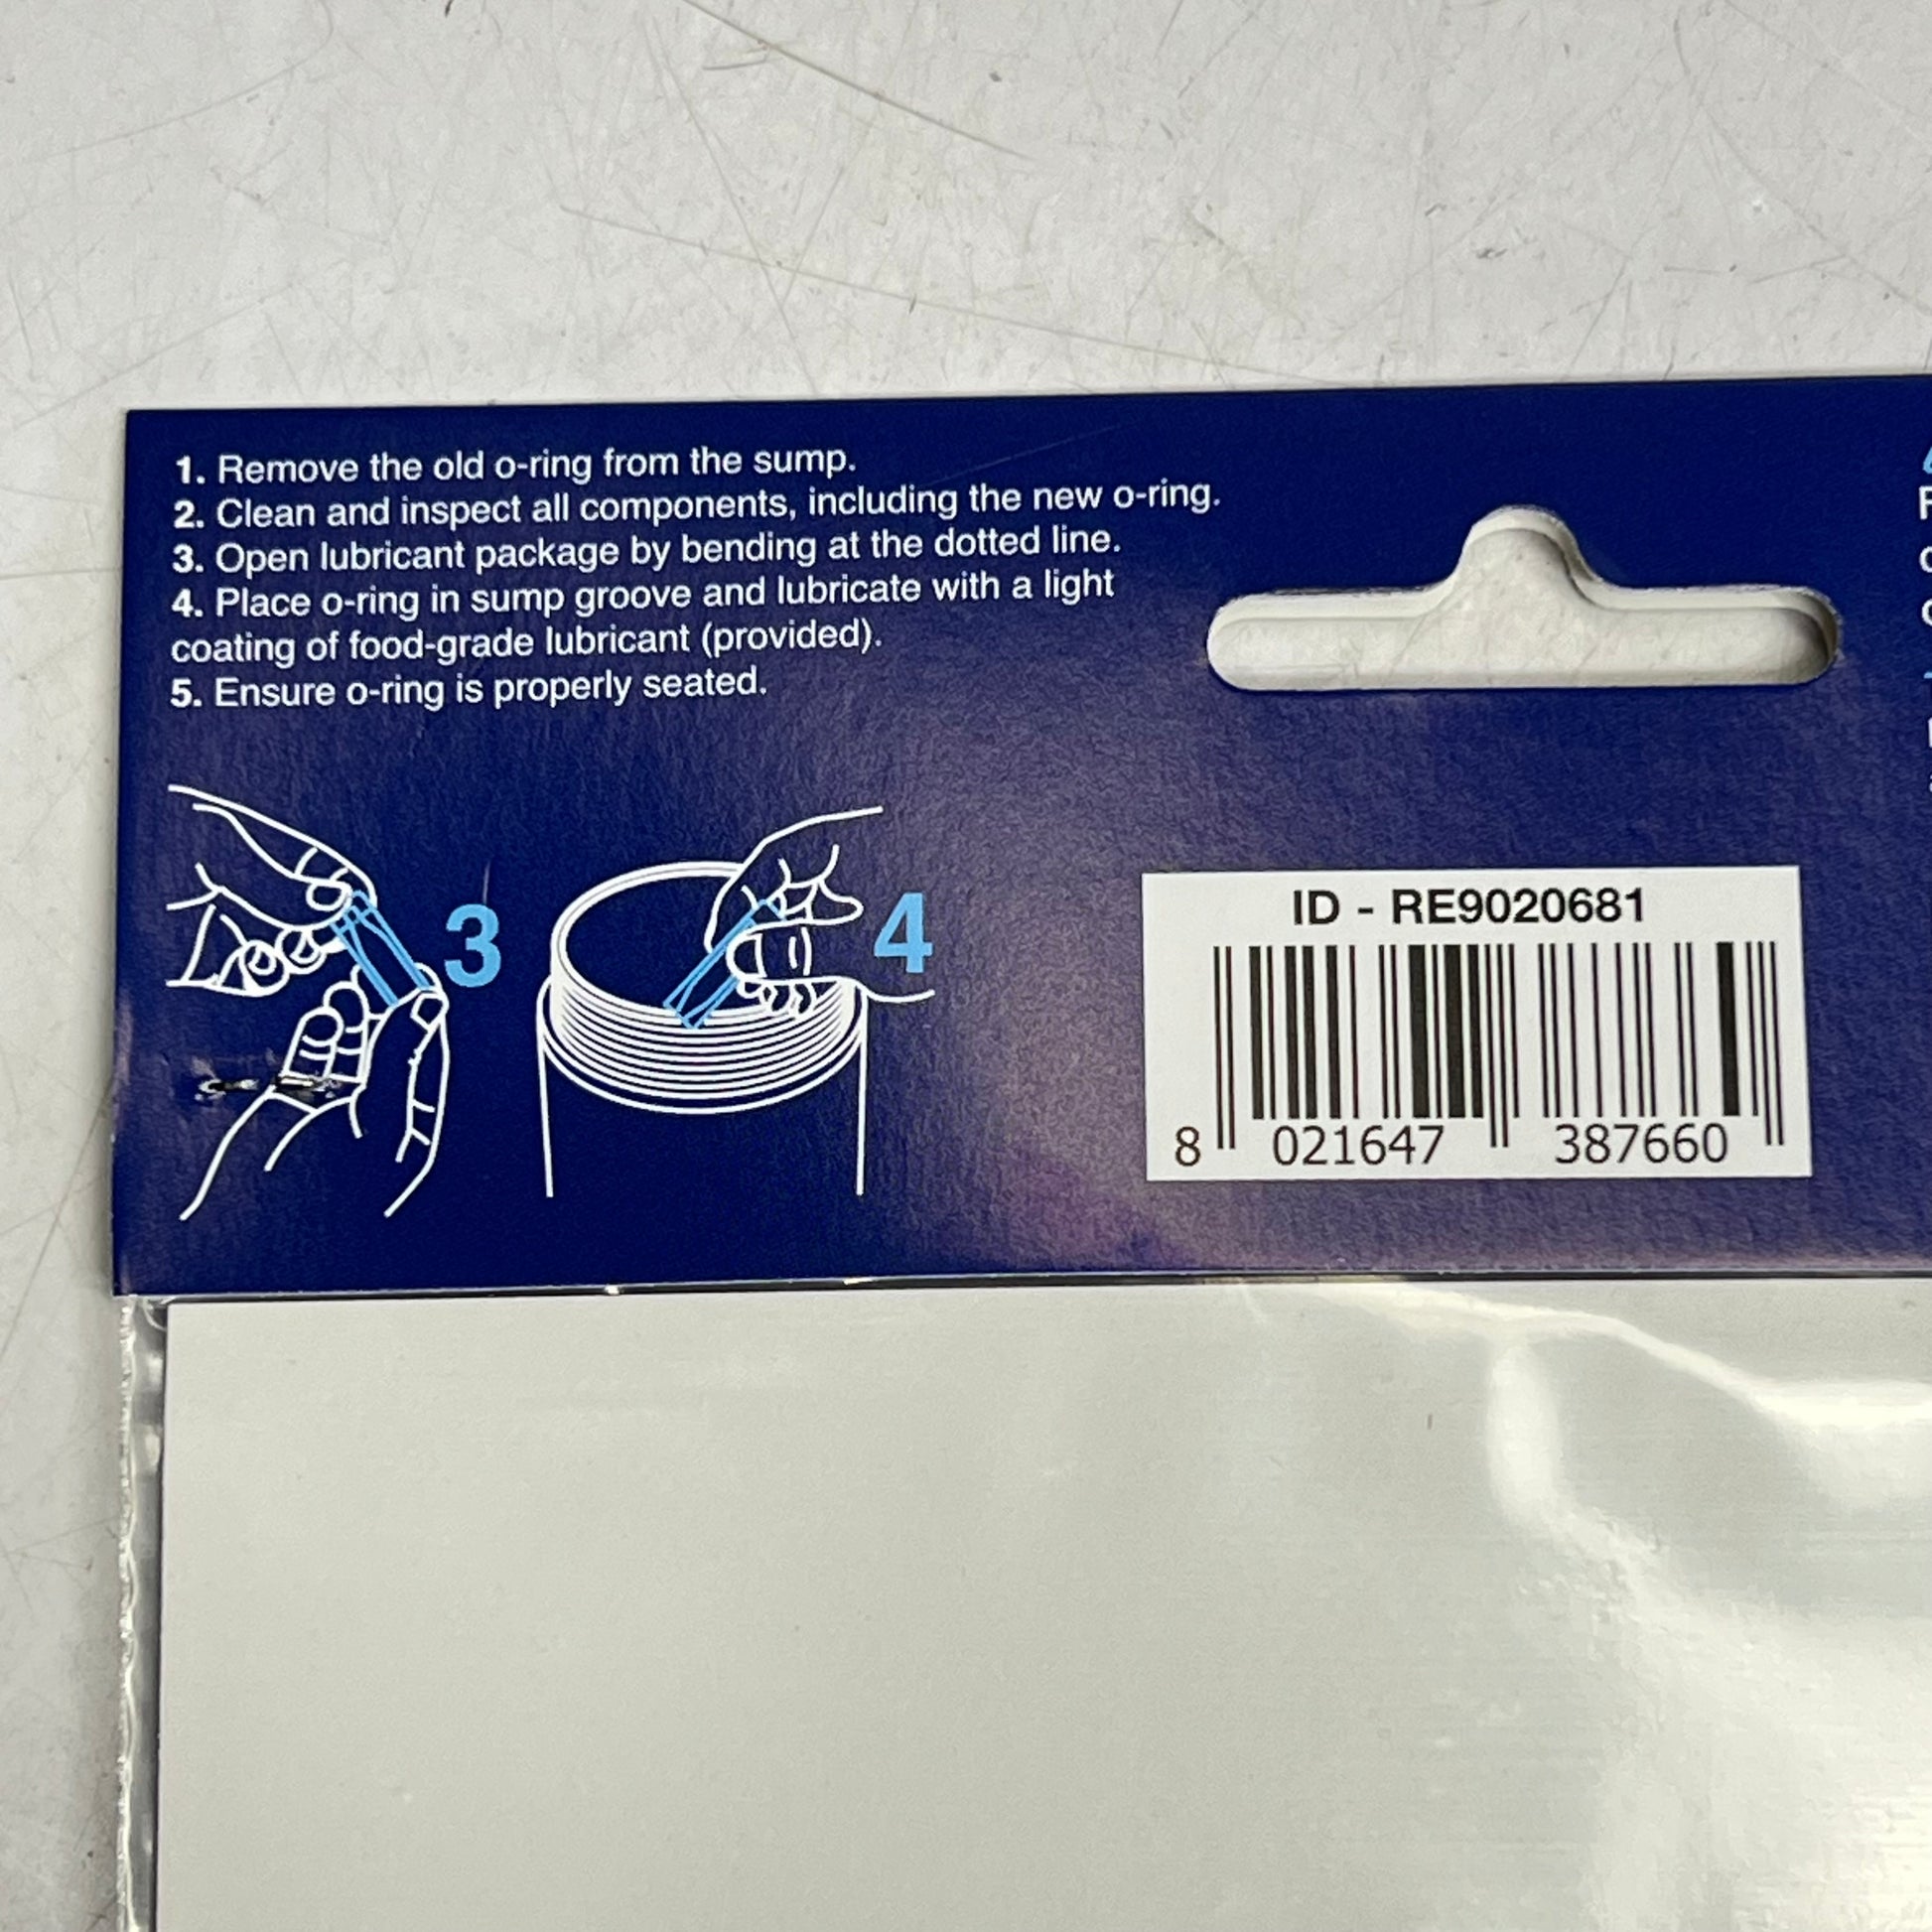 1. Remove the old o-ring from the sump.
2. Clean and inspect all components, including the new o-ring.
3. Open lubricant package by bending at the dotted line.
4. Place o-ring in sump groove and lubricate with a light
coating of food-grade lubricant (provided).
5. Ensure o-ring is properly seated.
3
4
ID - RE9020681
8 021647 387660